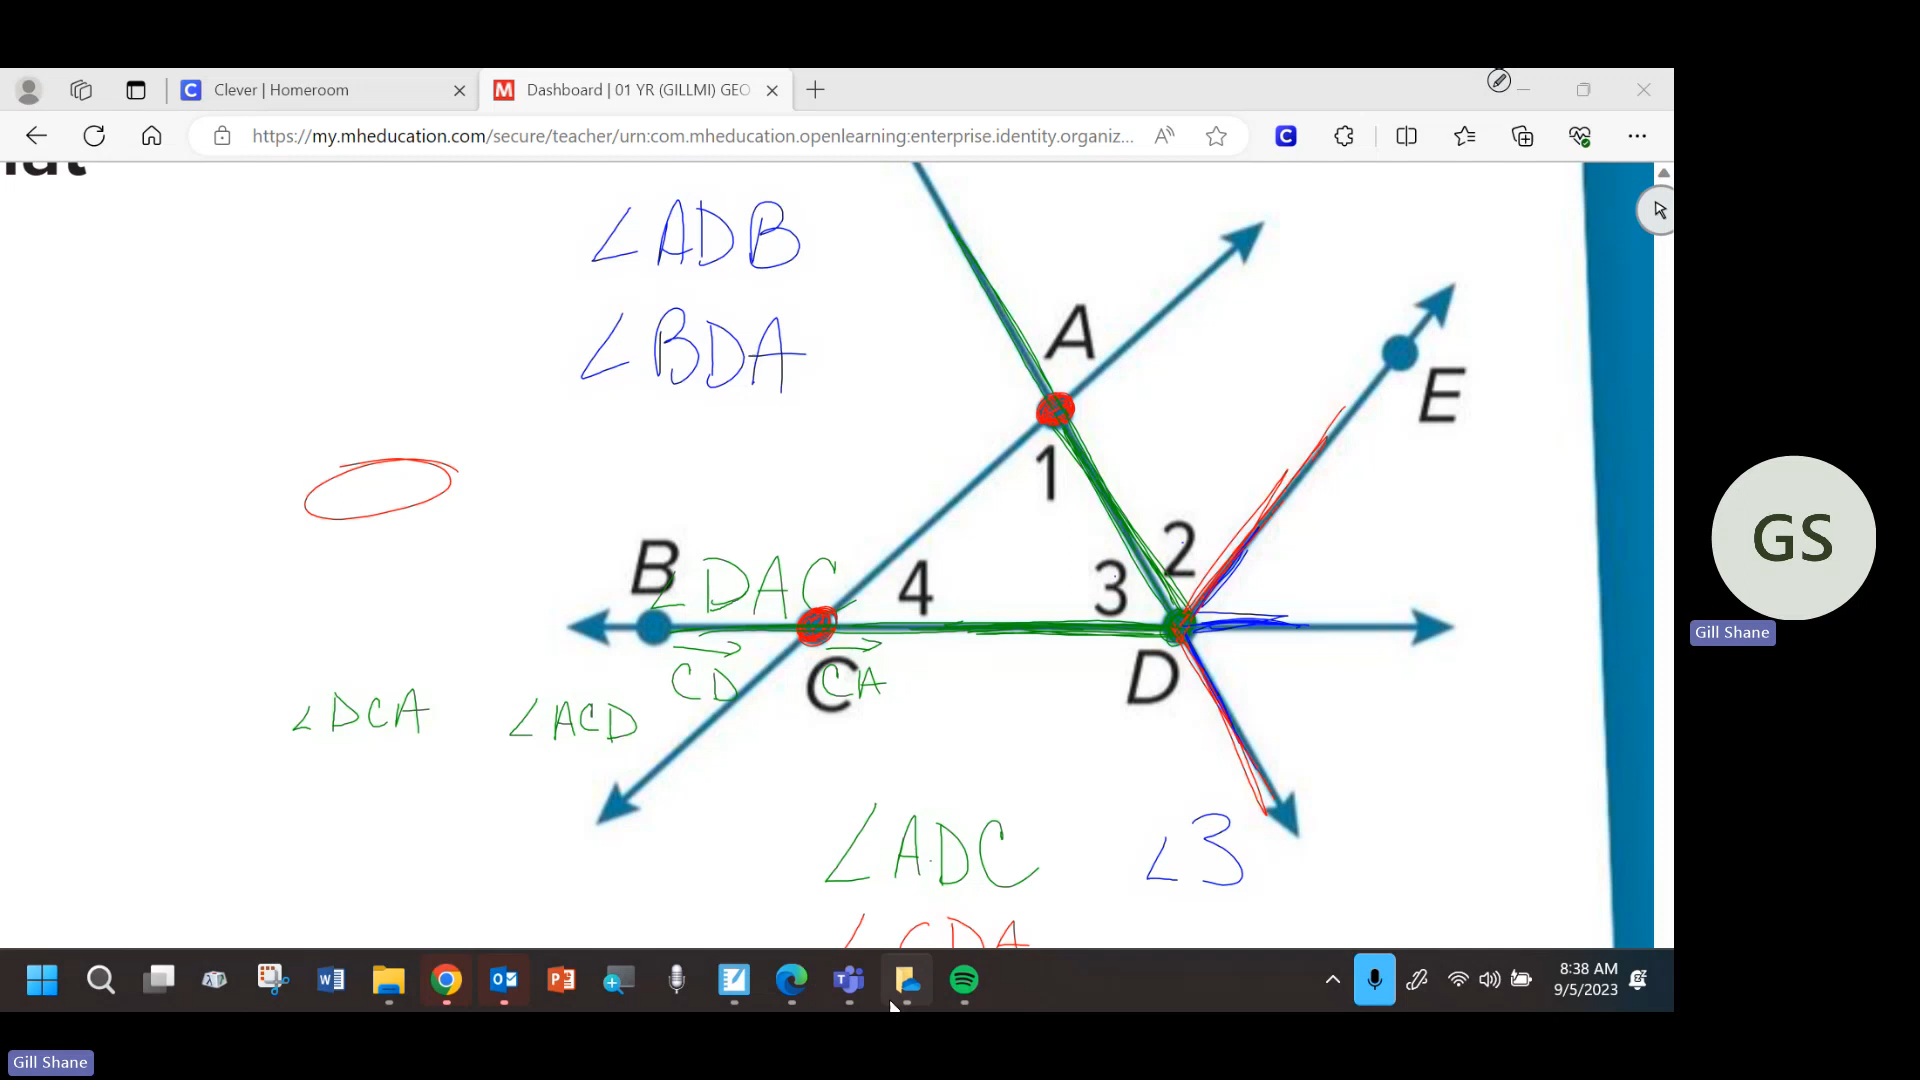 Clever | Homeroom
Dashboard | 01 YR (GILLMI) GEO
https://my.mheducation.com/secure/teacher/urn:com.mheducation.openlearning:enterprise.identity.organiz...
∠ADB
∠BDA
A
E
1
2
B
∠DAC
4
3
CD
C
CA
D
∠DCA
∠ACD
∠ADC
∠3
∠CDA
GS
Gill Shane
8:38 AM
9/5/2023
Gill Shane